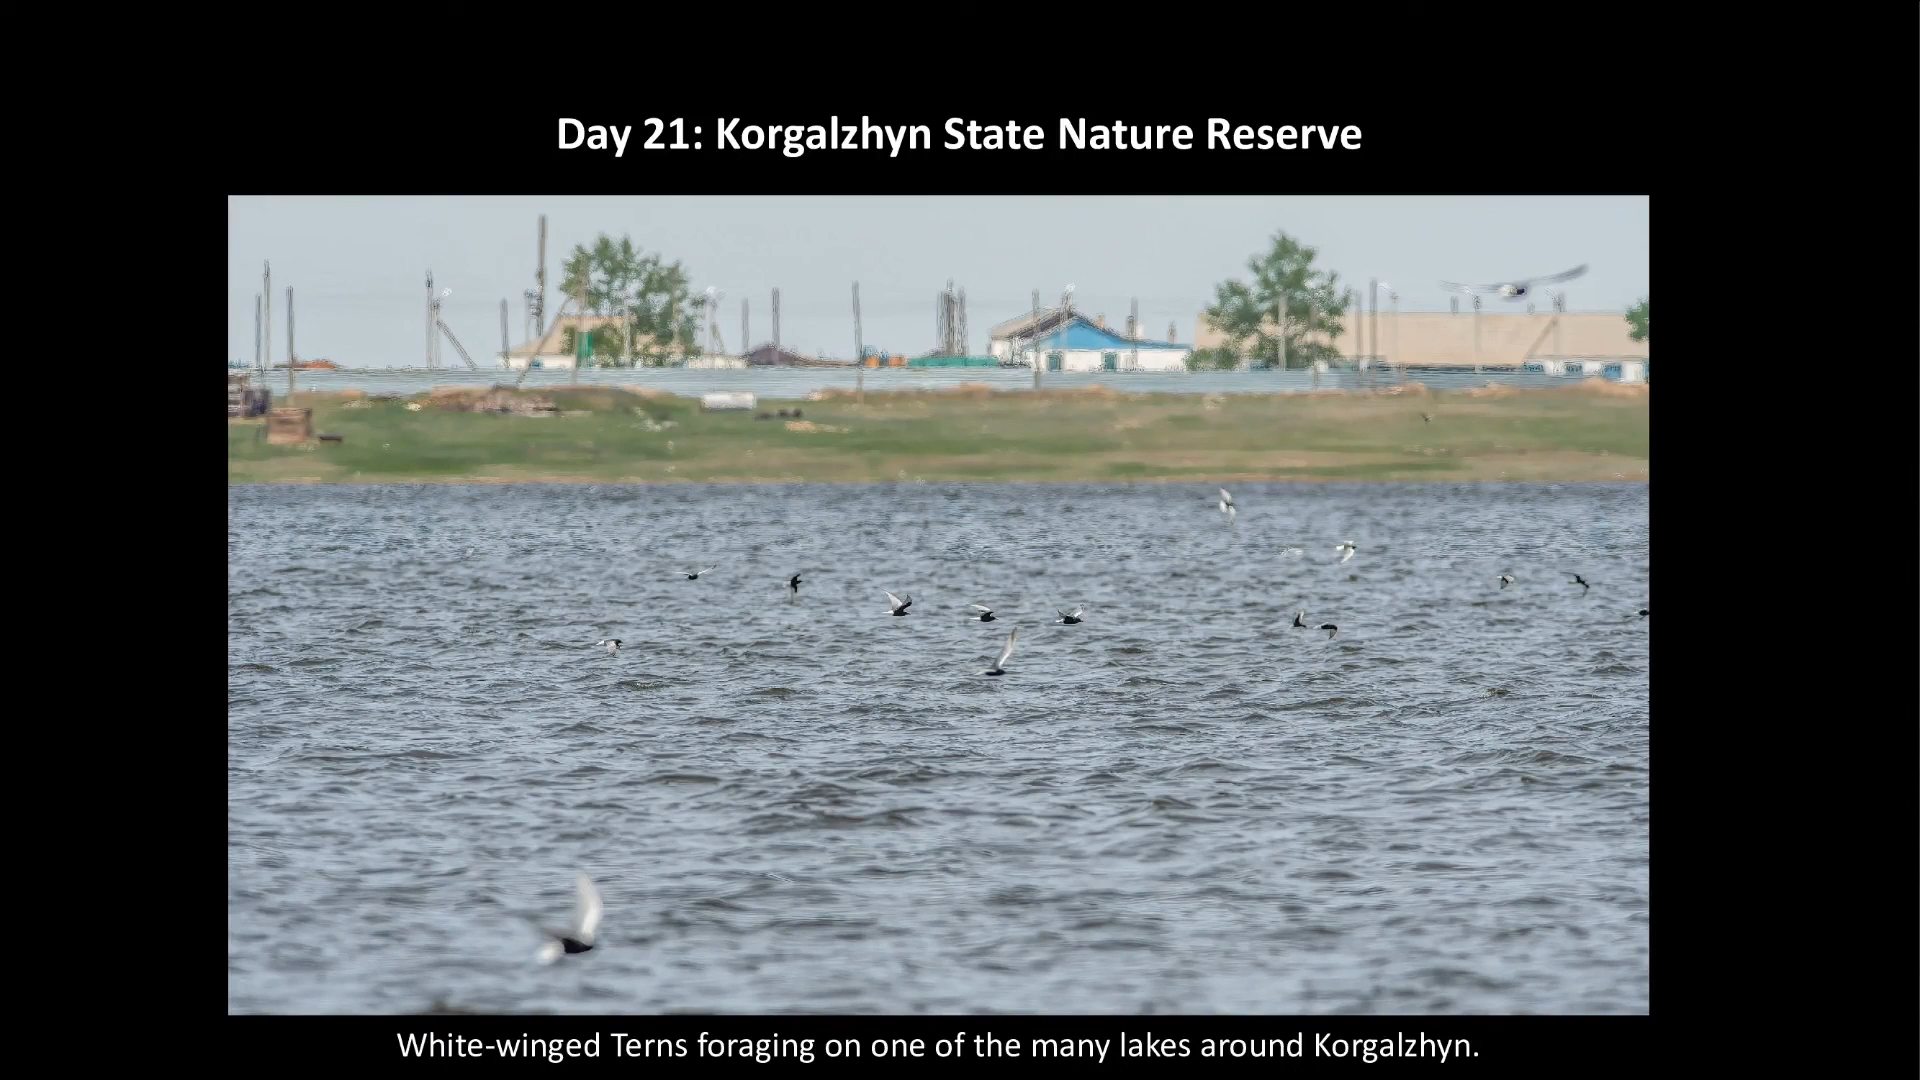 Day 21: Korgalzhyn State Nature Reserve
White-winged Terns foraging on one of the many lakes around Korgalzhyn.